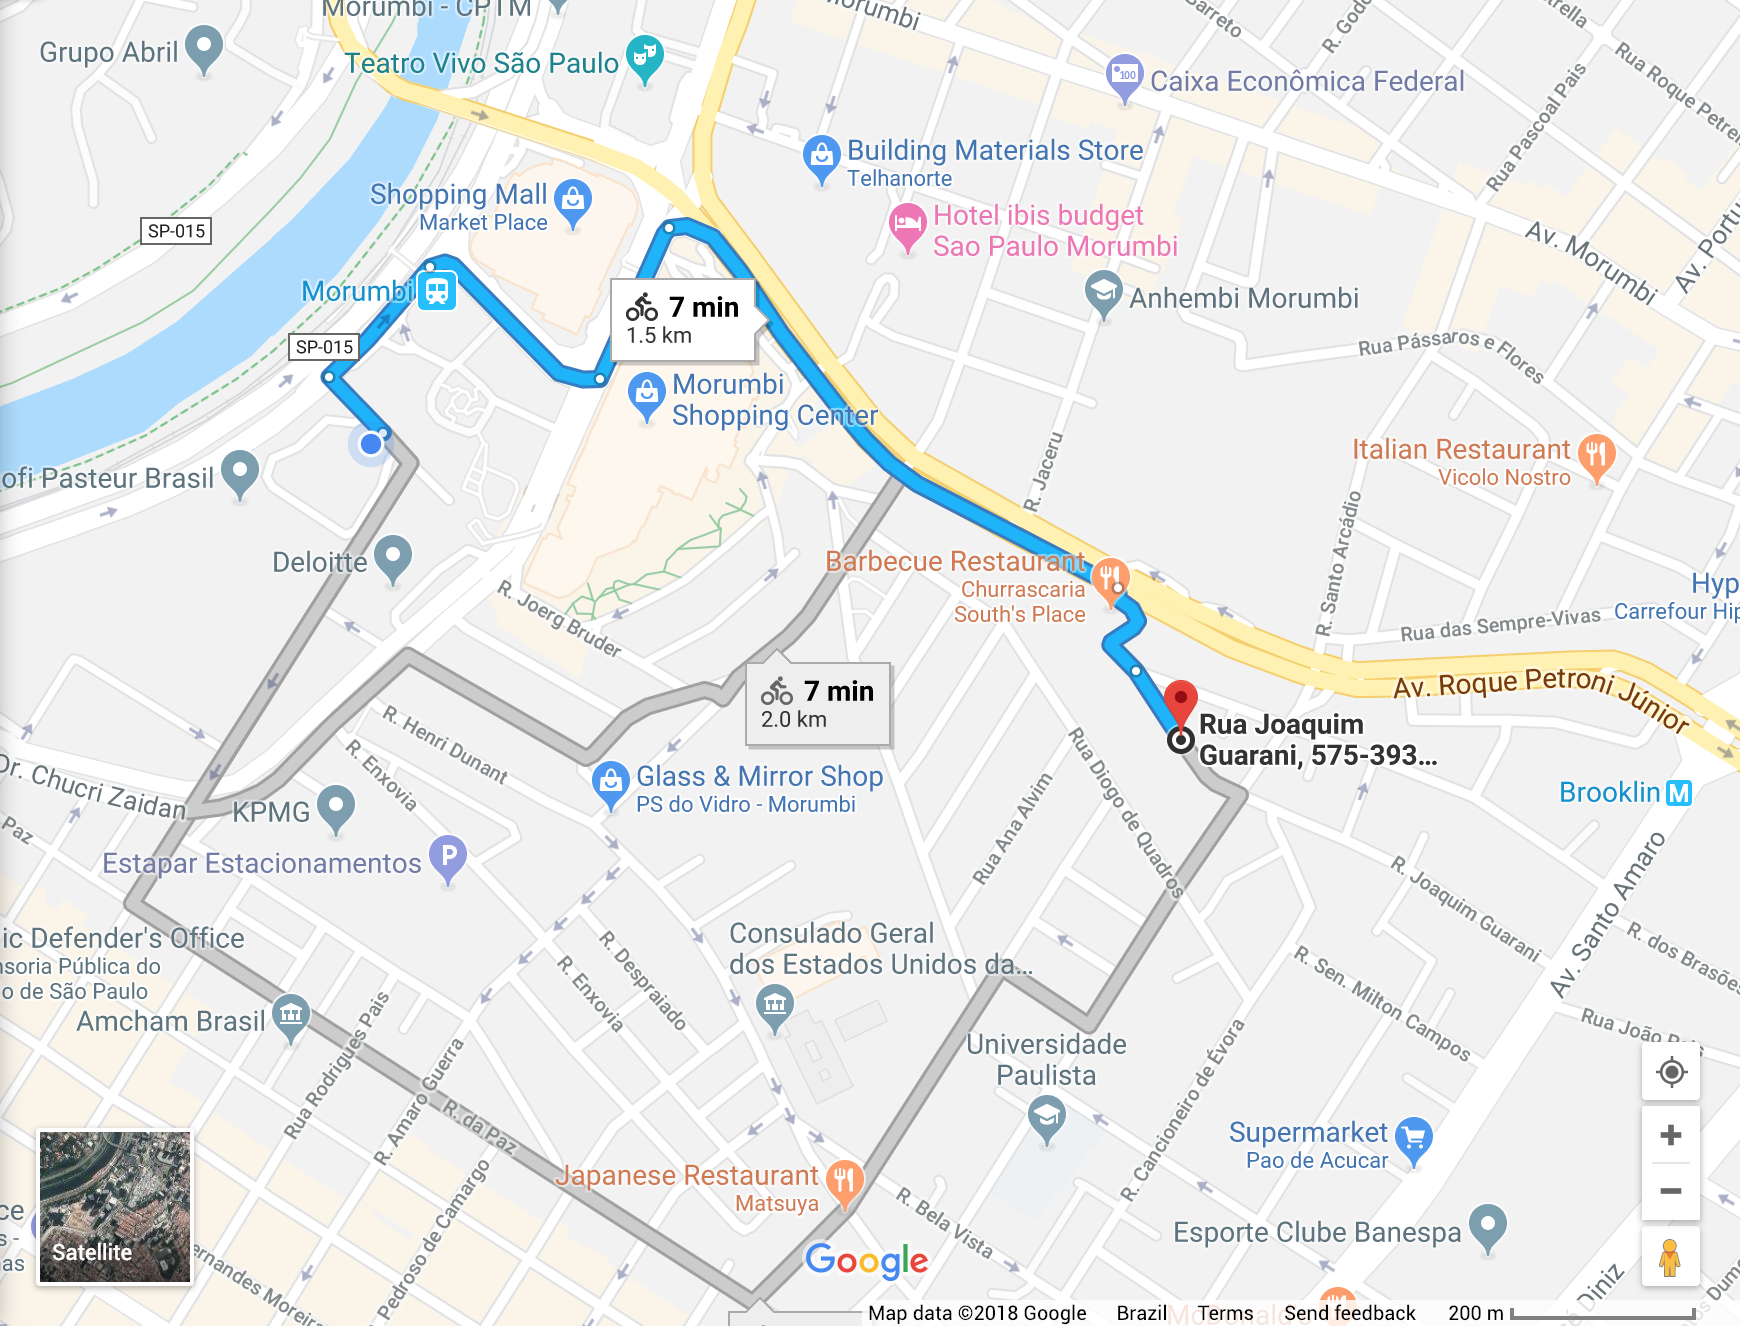 Morumbi - CPTM
Morumbi
Barreto
R. Godo
Estrella
Grupo Abril
Teatro Vivo São Paulo
Caixa Econômica Federal
100
Rua Roque Petrella
Rua Pascoal Pais
Building Materials Store
Telhanorte
Shopping Mall
Market Place
Hotel ibis budget
Sao Paulo Morumbi
SP-015
Av. Morumbi
Av. Portu
Morumbi
Anhembi Morumbi
7 min
1.5 km
SP-015
Rua Pássaros e Flores
Morumbi
Shopping Center
R. Jaceru
Italian Restaurant
Vicolo Nostro
ofi Pasteur Brasil
R. Santo Arcádio
Deloitte
Barbecue Restaurant
Churrascaria
South's Place
R. Joerg Bruder
Hyp
Carrefour Hip
Rua das Sempre-Vivas
Av. Roque Petroni Júnior
7 min
2.0 km
R. Henri Dunant
Rua Joaquim
Guarani, 575-393...
R. Enxovia
Dr. Chucri Zaidan
Glass & Mirror Shop
PS do Vidro - Morumbi
Rua Diogo de Quadros
Rua Ana Alvim
Brooklin M
KPMG
Paz
Estapar Estacionamentos
P
R. Joaquim Guarani
Av. Santo Amaro
ic Defender's Office
nsoria Pública do
o de São Paulo
Consulado Geral
dos Estados Unidos da...
R. Despraiado
R. Enxovia
R. dos Brasões
R. Sen. Milton Campos
Amcham Brasil
Rua Rodrigues Pais
R. Amaro Guerra
Universidade
Paulista
Rua João
R. Cancioneiro de Évora
R. da Paz
Supermarket
Pao de Acucar
Japanese Restaurant
Matsuya
Pedroso de Camargo
R. Bela Vista
Esporte Clube Banespa
ce
s -
as
Satellite
ernandes Moreira
Google
Diniz
McDonald's
Map data ©2018 Google Brazil Terms Send feedback 200 m